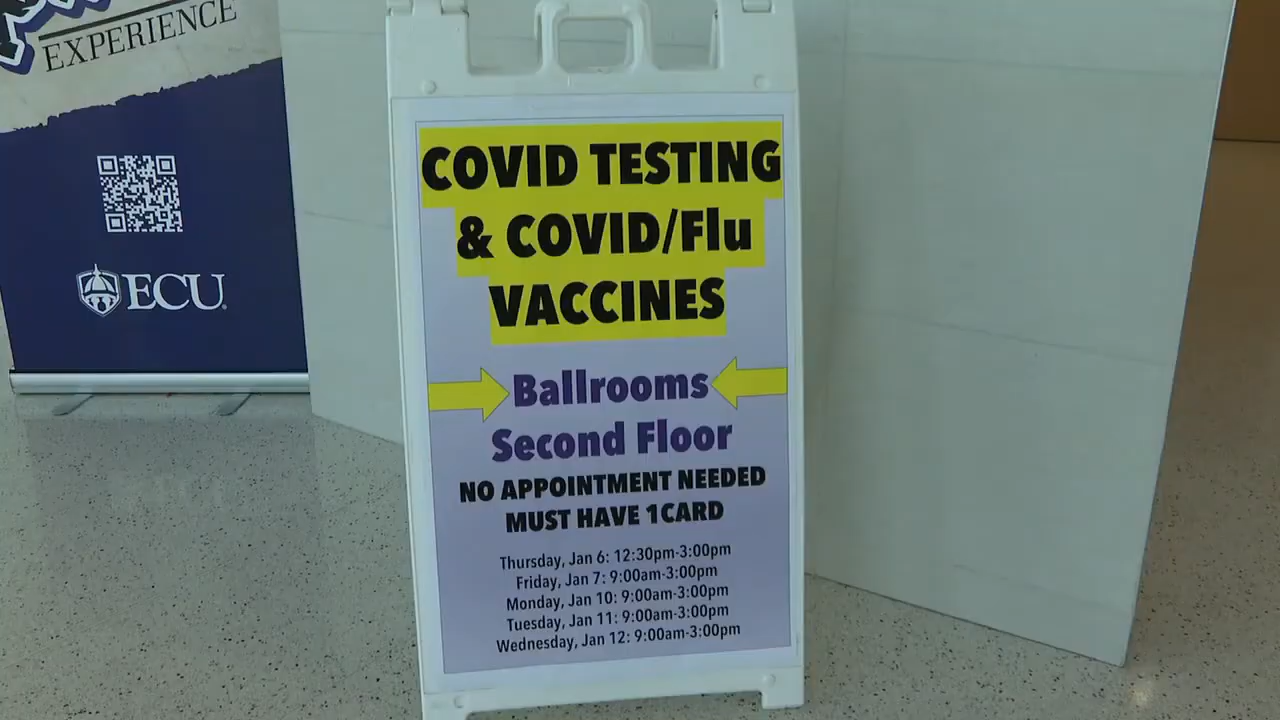 EXPERIENCE
ECU
COVID TESTING
& COVID/Flu
VACCINES
Ballrooms
Second Floor
NO APPOINTMENT NEEDED
MUST HAVE 1CARD
Thursday, Jan 6: 12:30pm-3:00pm
Friday, Jan 7: 9:00am-3:00pm
Monday, Jan 10: 9:00am-3:00pm
Tuesday, Jan 11: 9:00am-3:00pm
Wednesday, Jan 12: 9:00am-3:00pm